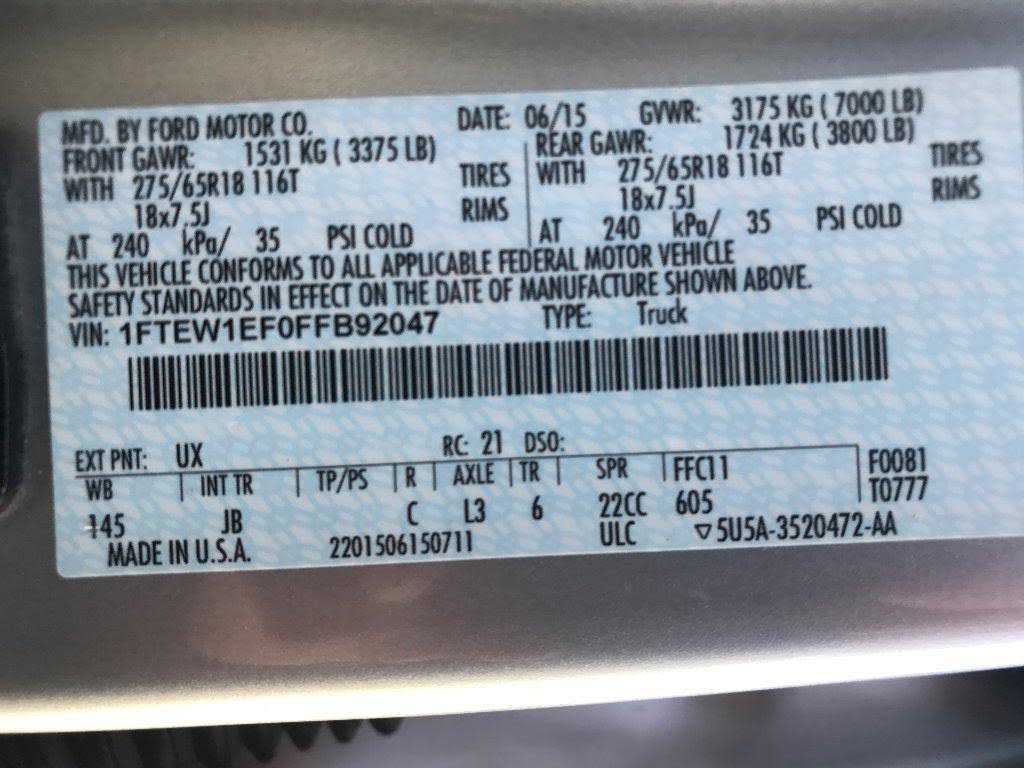 MFD. BY FORD MOTOR CO. DATE: 06/15 GVWR: 3175 KG ( 7000 LB)
FRONT GAWR: 1531 KG ( 3375 LB) REAR GAWR: 1724 KG ( 3800 LB)
WITH 275/65R18 116T TIRES WITH 275/65R18 116T TIRES
18x7.5J RIMS 18x7.5J RIMS
AT 240 kPa/ 35 PSI COLD AT 240 kPa/ 35 PSI COLD
THIS VEHICLE CONFORMS TO ALL APPLICABLE FEDERAL MOTOR VEHICLE
SAFETY STANDARDS IN EFFECT ON THE DATE OF MANUFACTURE SHOWN ABOVE.
VIN: 1FTEW1EF0FFB92047 TYPE: Truck
EXT PNT: UX RC: 21 DSO:
WB INT TR TP/PS R AXLE TR SPR FFC11 F0081
145 JB C L3 6 22CC 605 T0777
MADE IN U.S.A. 2201506150711 ULC ▽5U5A-3520472-AA